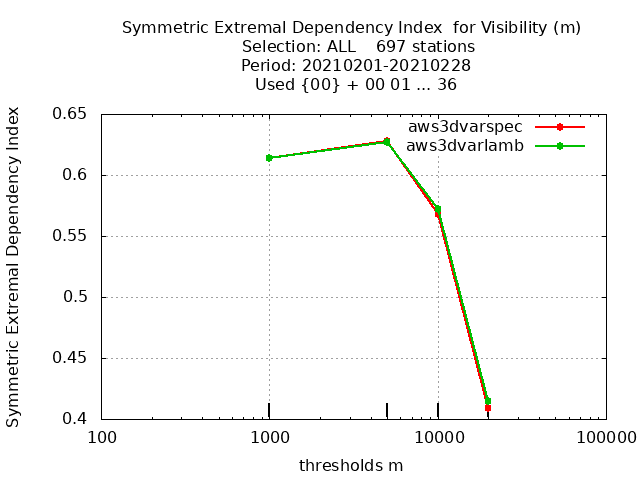 Symmetric Extremal Dependency Index  for Visibility (m)
Selection: ALL    697 stations
Period: 20210201-20210228
Used {00} + 00 01 ... 36
Symmetric Extremal Dependency Index
0.65
0.6
0.55
0.5
0.45
0.4
aws3dvarspec
aws3dvarlamb
100 1000 10000 100000
thresholds m